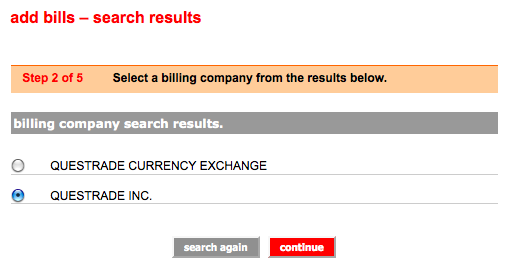 add bills – search results
Step 2 of 5 Select a billing company from the results below.
billing company search results.
QUESTRADE CURRENCY EXCHANGE
QUESTRADE INC.
search again continue